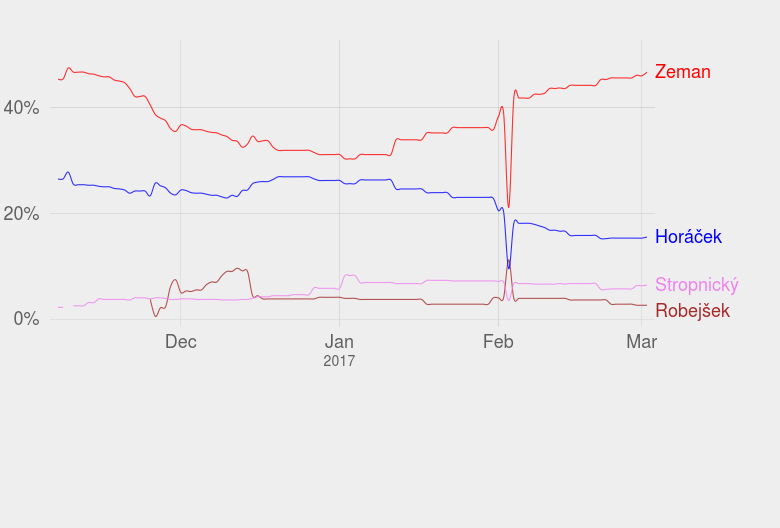 Zeman
40%
20%
Horáček
Stropnický
Robejšek
0%
Dec
Jan
Feb
Mar
2017